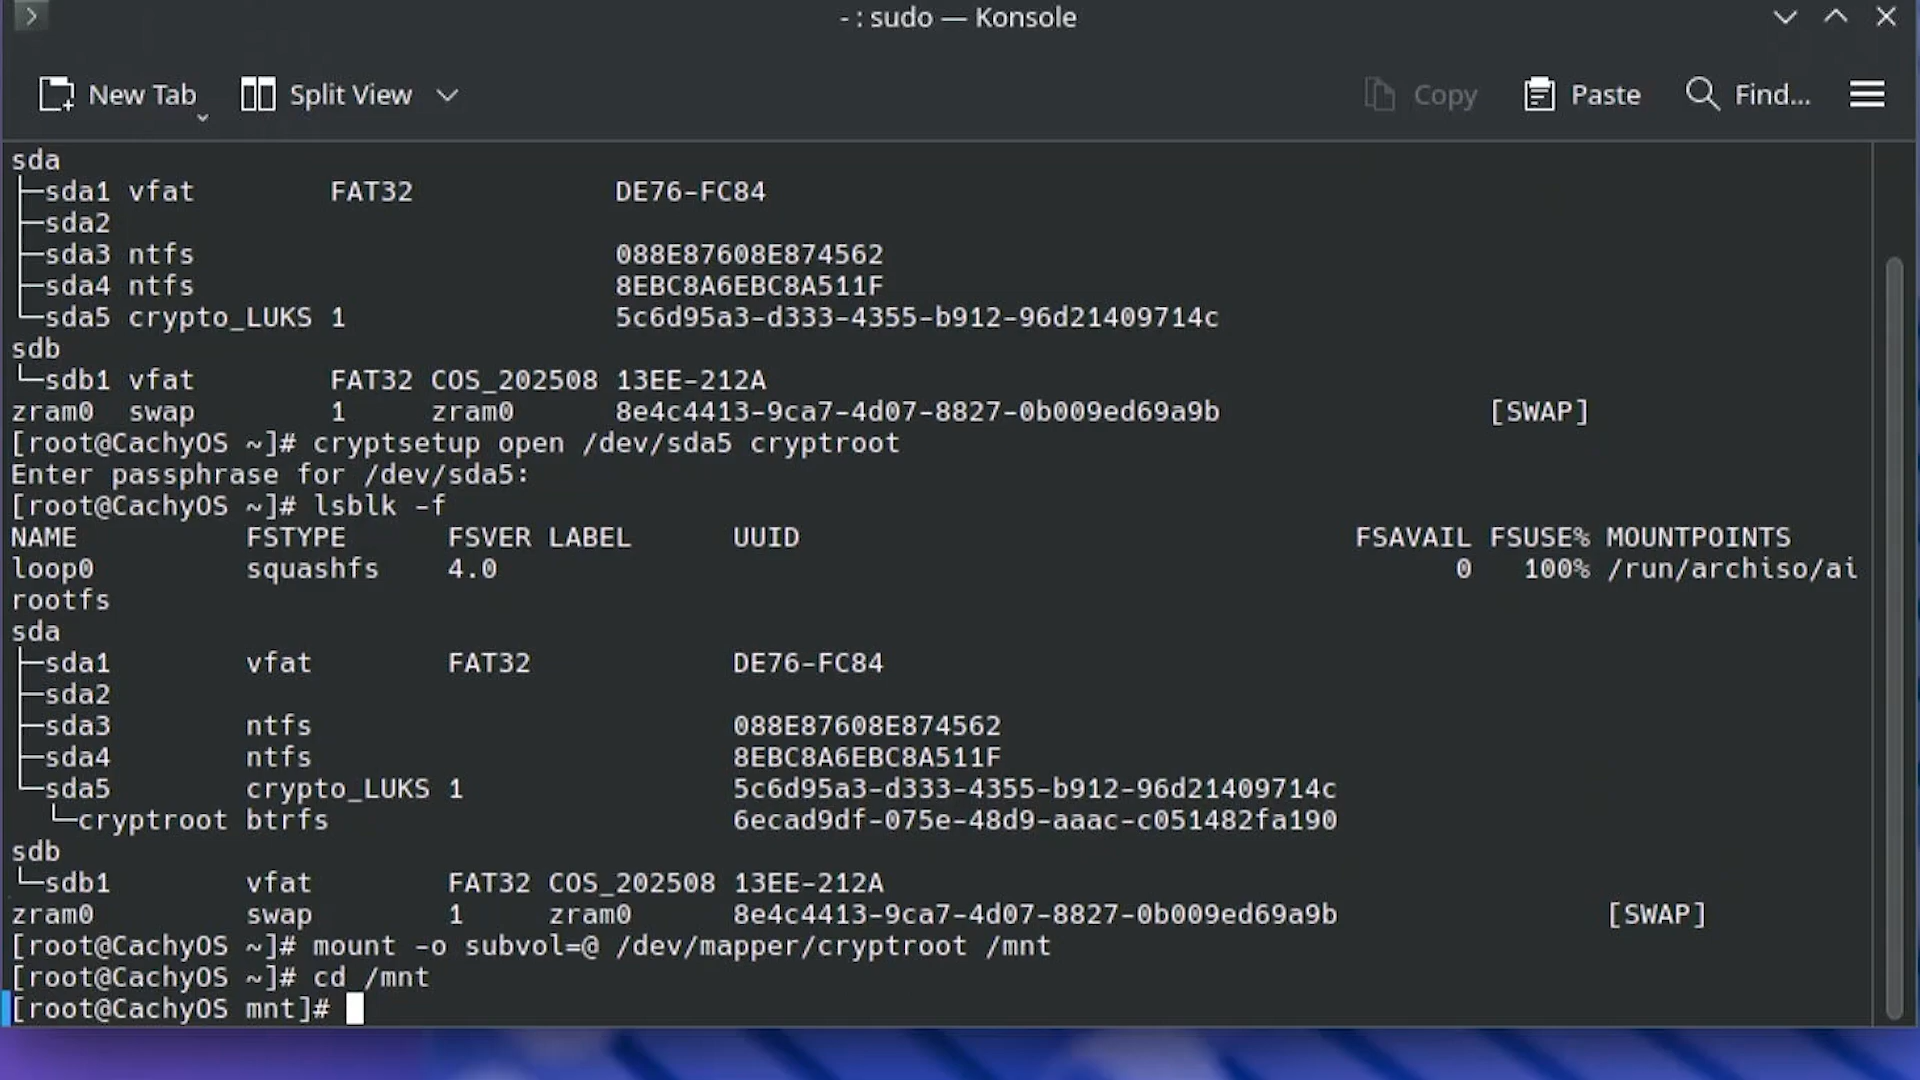 - : sudo — Konsole
New Tab Split View Copy Paste Find...
sda
├─sda1 vfat FAT32 DE76-FC84
├─sda2
├─sda3 ntfs 088E87608E874562
├─sda4 ntfs 8EBC8A6EBC8A511F
└─sda5 crypto_LUKS 1 5c6d95a3-d333-4355-b912-96d21409714c
sdb
└─sdb1 vfat FAT32 COS_202508 13EE-212A
zram0 swap 1 zram0 8e4c4413-9ca7-4d07-8827-0b009ed69a9b [SWAP]
[root@CachyOS ~]# cryptsetup open /dev/sda5 cryptroot
Enter passphrase for /dev/sda5:
[root@CachyOS ~]# lsblk -f
NAME FSTYPE FSVER LABEL UUID FSAVAIL FSUSE% MOUNTPOINTS
loop0 squashfs 4.0 0 100% /run/archiso/ai
rootfs
sda
├─sda1 vfat FAT32 DE76-FC84
├─sda2
├─sda3 ntfs 088E87608E874562
├─sda4 ntfs 8EBC8A6EBC8A511F
└─sda5 crypto_LUKS 1 5c6d95a3-d333-4355-b912-96d21409714c
└─cryptroot btrfs 6ecad9df-075e-48d9-aaac-c051482fa190
sdb
└─sdb1 vfat FAT32 COS_202508 13EE-212A
zram0 swap 1 zram0 8e4c4413-9ca7-4d07-8827-0b009ed69a9b [SWAP]
[root@CachyOS ~]# mount -o subvol=@ /dev/mapper/cryptroot /mnt
[root@CachyOS ~]# cd /mnt
[root@CachyOS mnt]#